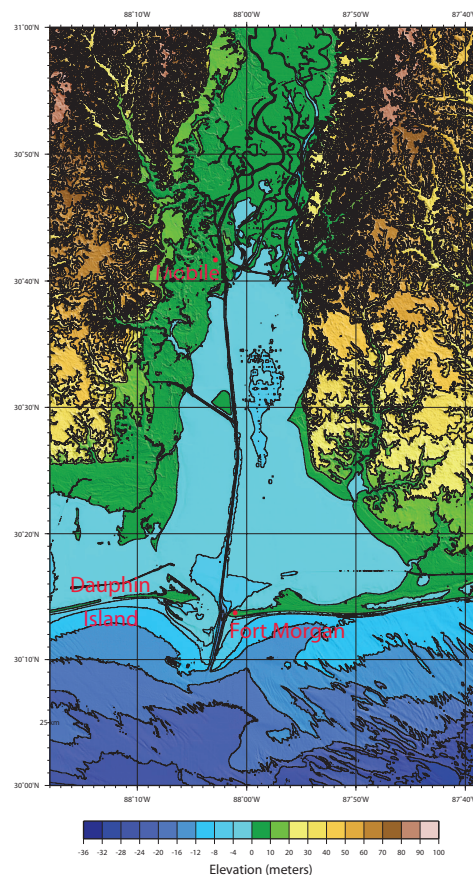 88˚10'W 88˚00'W 87˚50'W 87˚40'W
31˚00'N
30˚50'N
30˚40'N
Mobile
30˚30'N
30˚20'N
Dauphin
Island
Fort Morgan
30˚10'N
25 km
30˚00'N
88˚10'W 88˚00'W 87˚50'W 87˚40'W
-36 -32 -28 -24 -20 -16 -12 -8 -4 0 10 20 30 40 50 60 70 80 90 100
Elevation (meters)